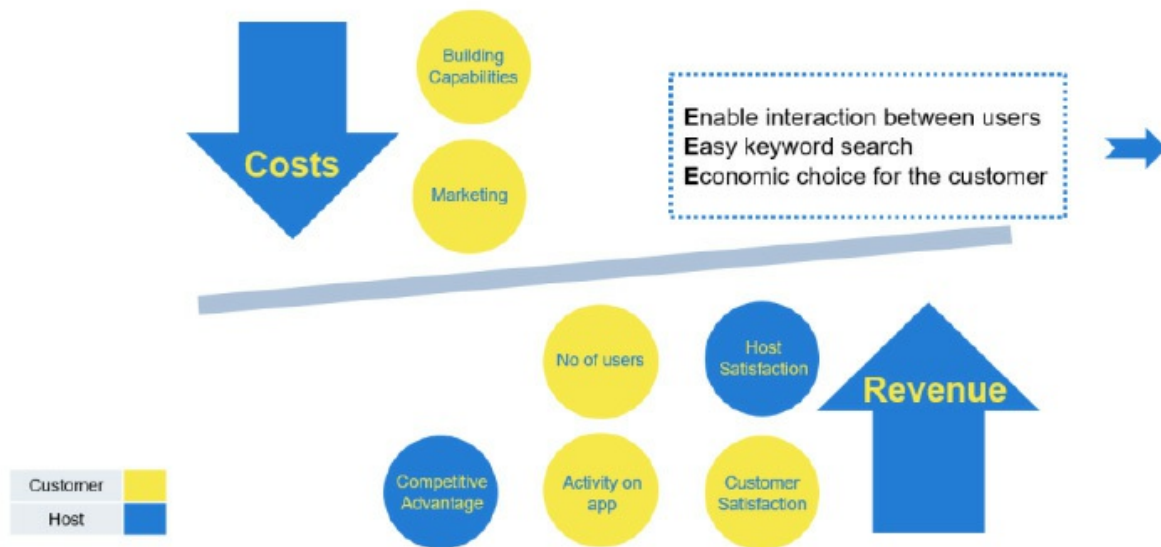 Building
Capabilities
Costs
Marketing
Enable interaction between users
Easy keyword search
Economic choice for the customer
No of users
Host
Satisfaction
Revenue
Competitive
Advantage
Activity on
app
Customer
Satisfaction
Customer
Host